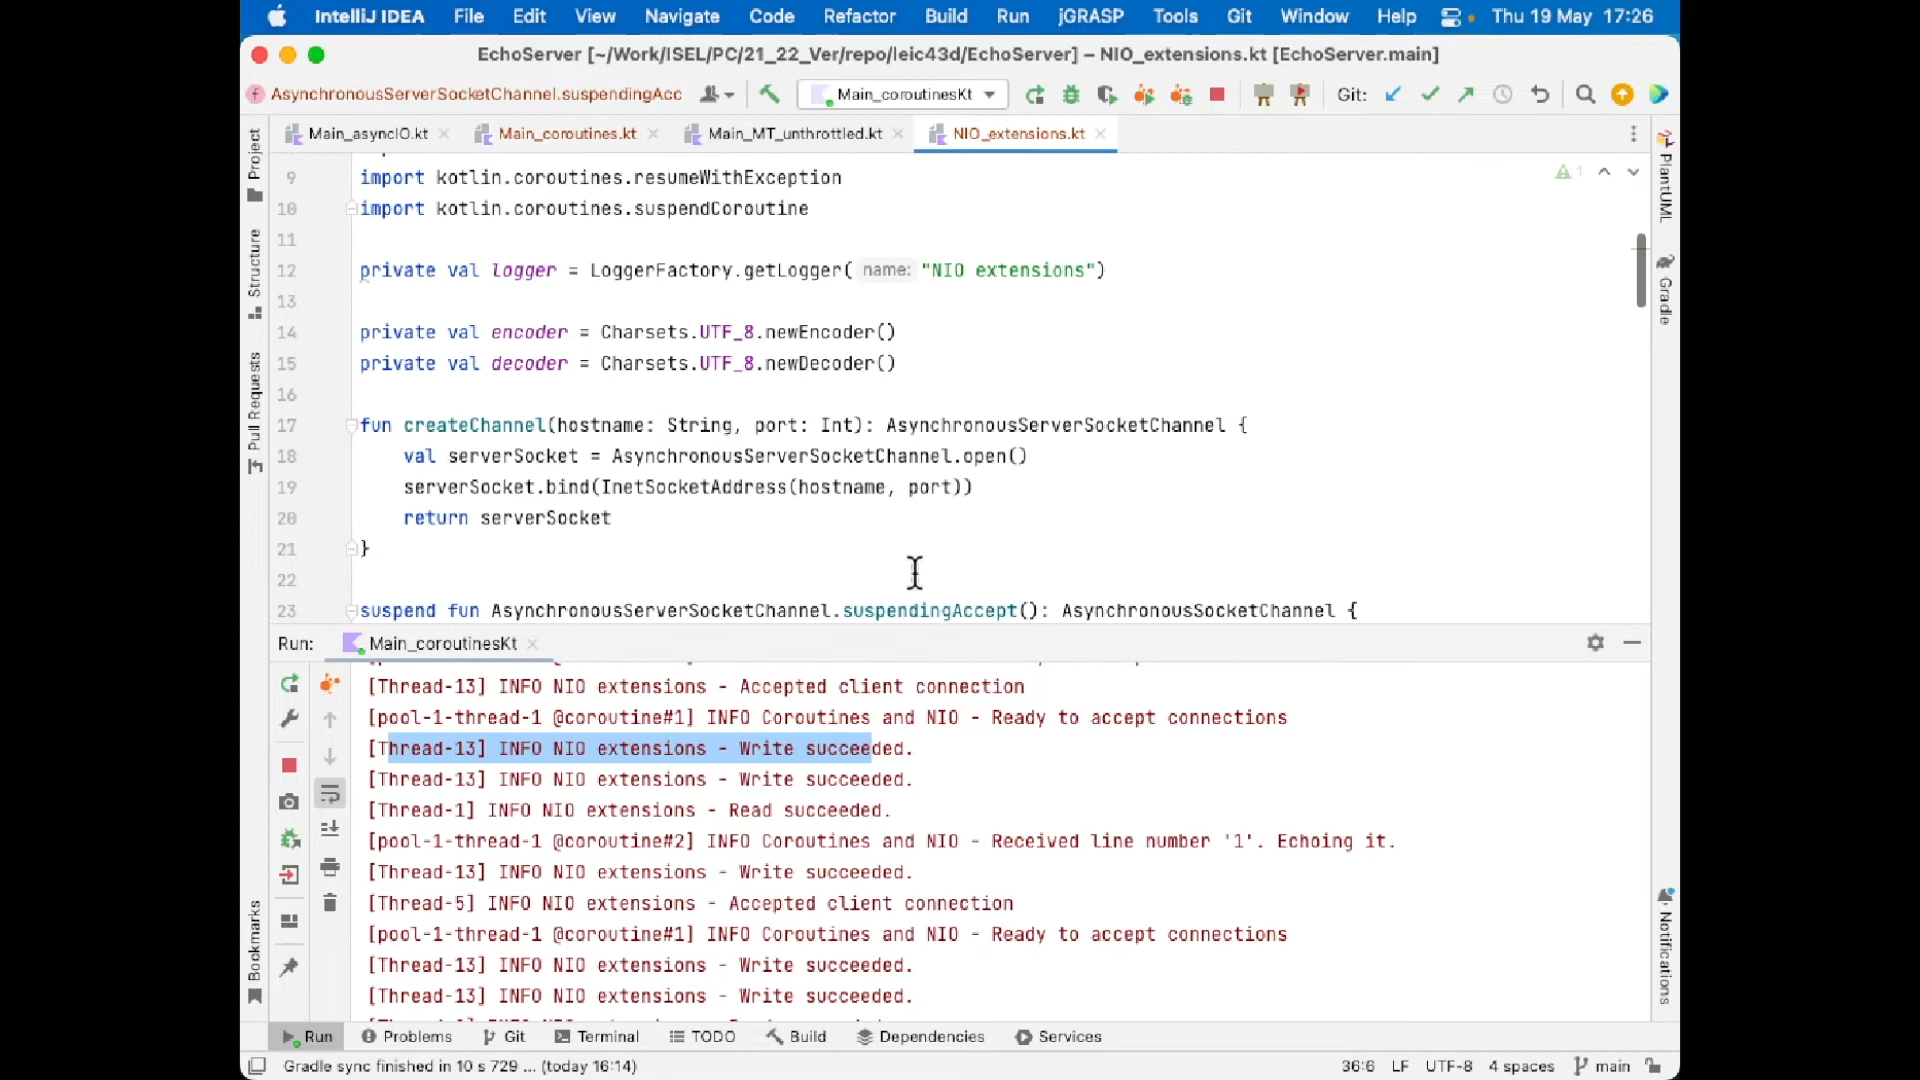 IntelliJ IDEA File Edit View Navigate Code Refactor Build Run jGRASP Tools Git Window Help Thu 19 May 17:26
EchoServer [~/Work/ISEL/PC/21_22_Ver/repo/leic43d/EchoServer] – NIO_extensions.kt [EchoServer.main]
AsynchronousServerSocketChannel.suspendingAcc Main_coroutinesKt Git:
Main_asyncIO.kt Main_coroutines.kt Main_MT_unthrottled.kt NIO_extensions.kt
9 import kotlin.coroutines.resumeWithException
10 import kotlin.coroutines.suspendCoroutine
11
12 private val logger = LoggerFactory.getLogger( name: "NIO extensions")
13
14 private val encoder = Charsets.UTF_8.newEncoder()
15 private val decoder = Charsets.UTF_8.newDecoder()
16
17 fun createChannel(hostname: String, port: Int): AsynchronousServerSocketChannel {
18 val serverSocket = AsynchronousServerSocketChannel.open()
19 serverSocket.bind(InetSocketAddress(hostname, port))
20 return serverSocket
21 }
22
23 suspend fun AsynchronousServerSocketChannel.suspendingAccept(): AsynchronousSocketChannel {
1
Project
Structure
Pull Requests
Bookmarks
PlantUML
Gradle
Notifications
Run: Main_coroutinesKt
[Thread-13] INFO NIO extensions - Accepted client connection
[pool-1-thread-1 @coroutine#1] INFO Coroutines and NIO - Ready to accept connections
[Thread-13] INFO NIO extensions - Write succeeded.
[Thread-13] INFO NIO extensions - Write succeeded.
[Thread-1] INFO NIO extensions - Read succeeded.
[pool-1-thread-1 @coroutine#2] INFO Coroutines and NIO - Received line number '1'. Echoing it.
[Thread-13] INFO NIO extensions - Write succeeded.
[Thread-5] INFO NIO extensions - Accepted client connection
[pool-1-thread-1 @coroutine#1] INFO Coroutines and NIO - Ready to accept connections
[Thread-13] INFO NIO extensions - Write succeeded.
[Thread-13] INFO NIO extensions - Write succeeded.
Run Problems Git Terminal TODO Build Dependencies Services
Gradle sync finished in 10 s 729 ... (today 16:14) 36:6 LF UTF-8 4 spaces main